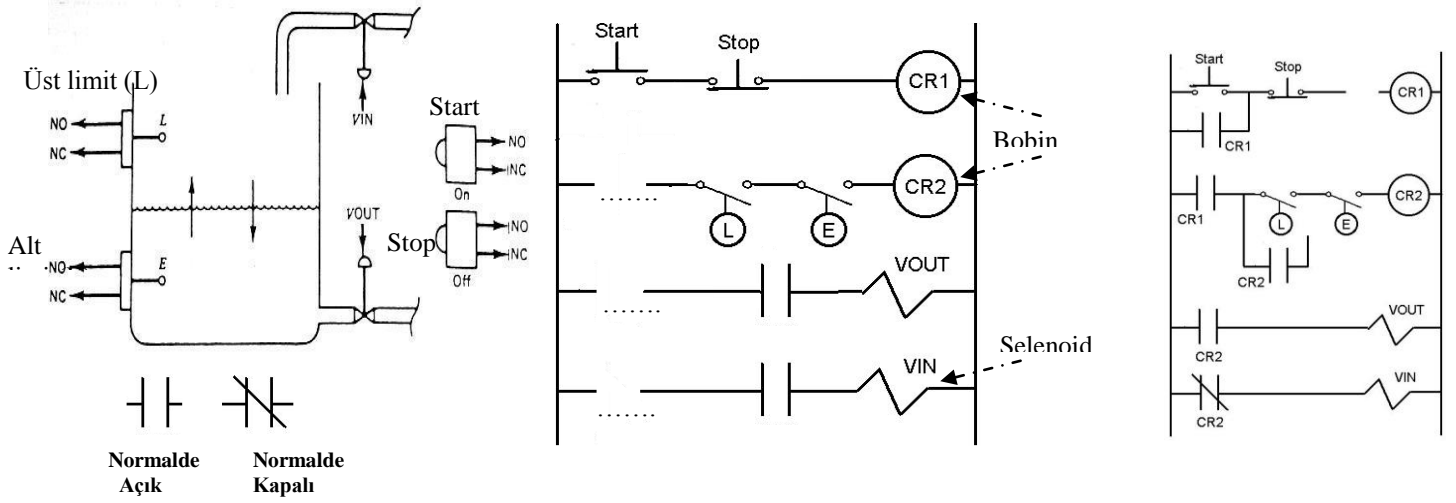 Üst limit (L)
NO
L
NC
VIN
Start
NO
NC
On
Alt
NO
E
NC
VOUT
Stop
NO
NC
Off
Normalde
Açık
Normalde
Kapalı
Start
Stop
CR1
Bobin
CR2
L
E
VOUT
Selenoid
VIN
Start
Stop
CR1
CR1
CR1
L
E
CR2
CR2
CR2
VOUT
CR2
VIN